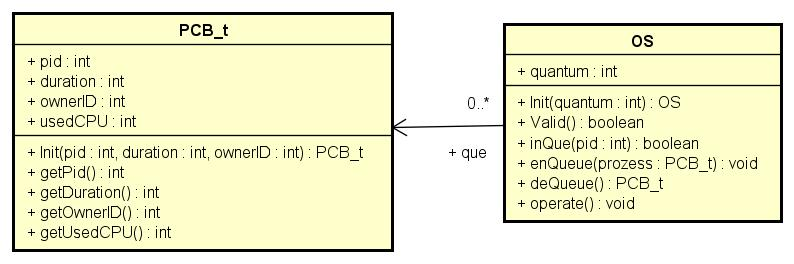 PCB_t
+ pid : int
+ duration : int
+ ownerID : int
+ usedCPU : int
+ Init(pid : int, duration : int, ownerID : int) : PCB_t
+ getPid() : int
+ getDuration() : int
+ getOwnerID() : int
+ getUsedCPU() : int
0..*
+ que
OS
+ quantum : int
+ Init(quantum : int) : OS
+ Valid() : boolean
+ inQue(pid : int) : boolean
+ enQueue(prozess : PCB_t) : void
+ deQueue() : PCB_t
+ operate() : void